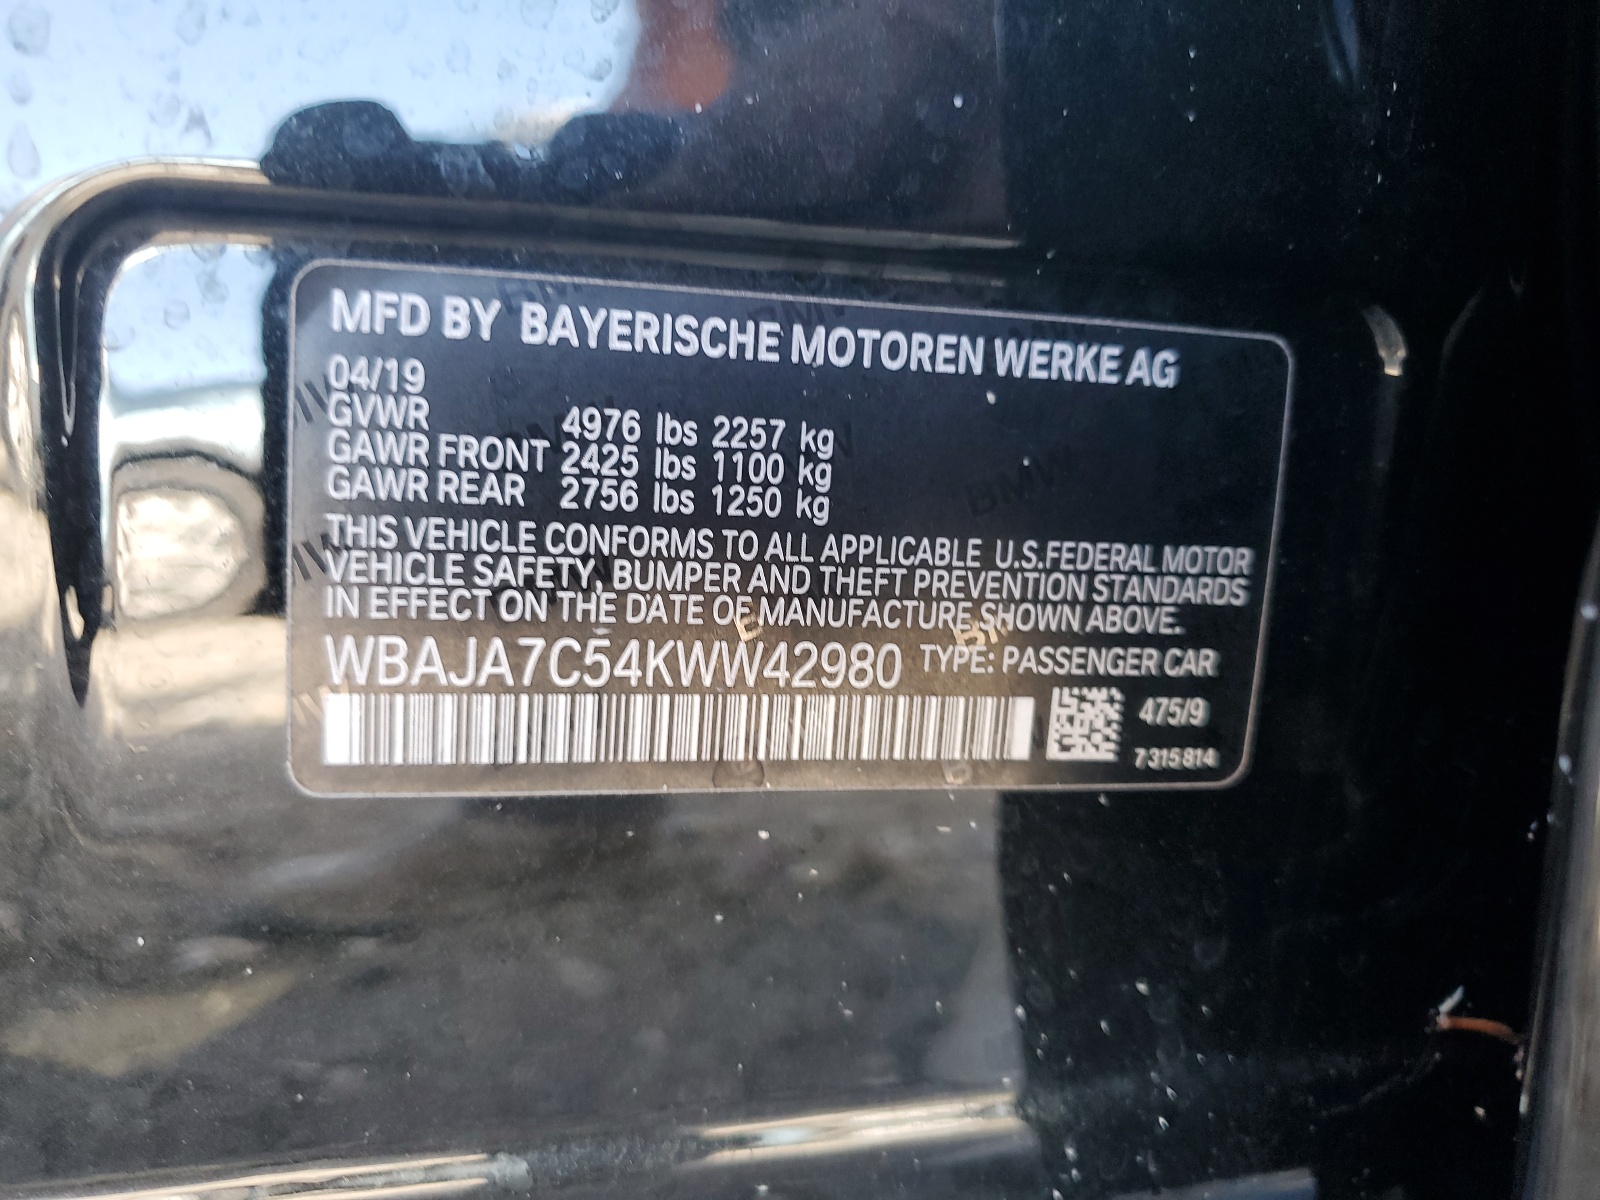 MFD BY BAYERISCHE MOTOREN WERKE AG
04/19
GVWR 4976 lbs 2257 kg
GAWR FRONT 2425 lbs 1100 kg
GAWR REAR 2756 lbs 1250 kg
THIS VEHICLE CONFORMS TO ALL APPLICABLE U.S.FEDERAL MOTOR
VEHICLE SAFETY, BUMPER AND THEFT PREVENTION STANDARDS
IN EFFECT ON THE DATE OF MANUFACTURE SHOWN ABOVE.
WBAJA7C54KWW42980 TYPE: PASSENGER CAR
475/9
7315814